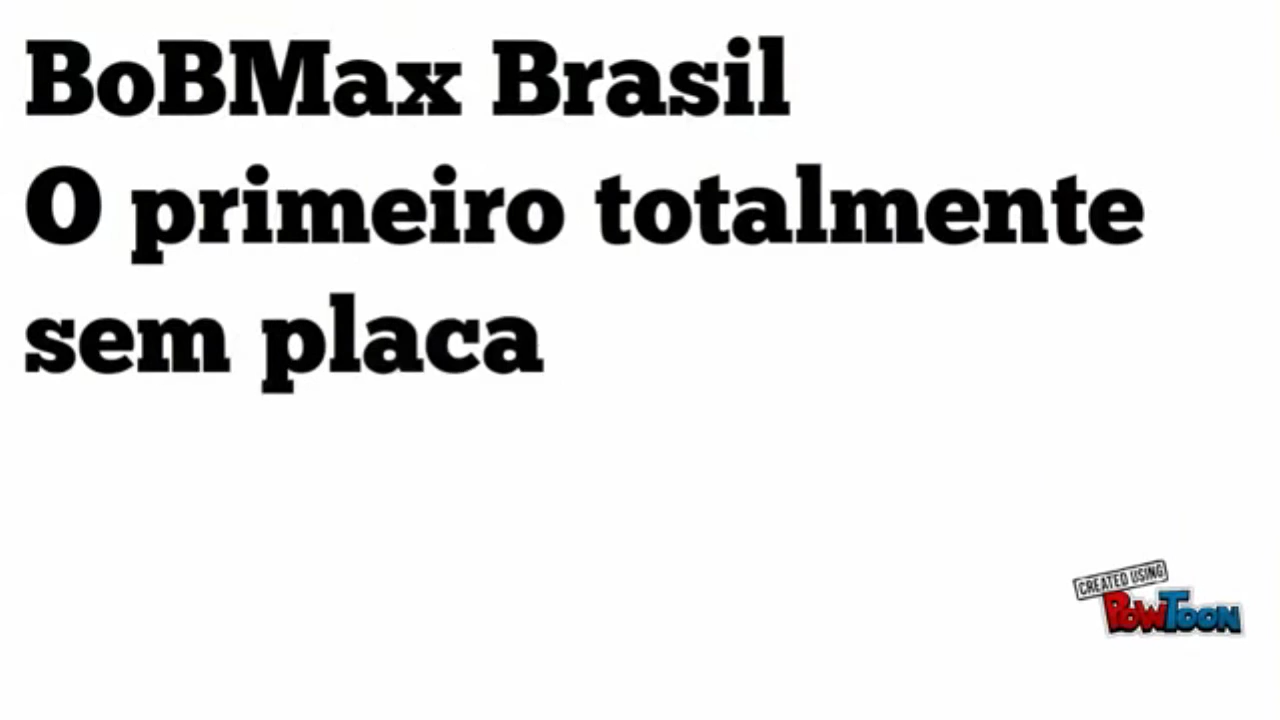 BoBMax Brasil
O primeiro totalmente
sem placa
CREATED USING
POWTOON